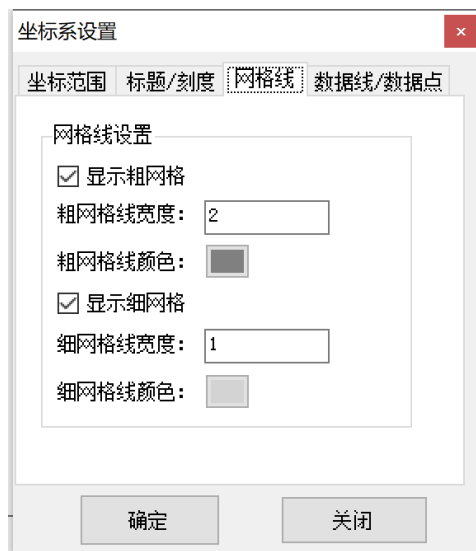 坐标系设置
坐标范围 标题/刻度 网格线 数据线/数据点
网格线设置
显示粗网格
粗网格线宽度: 2
粗网格线颜色:
显示细网格
细网格线宽度: 1
细网格线颜色:
确定 关闭